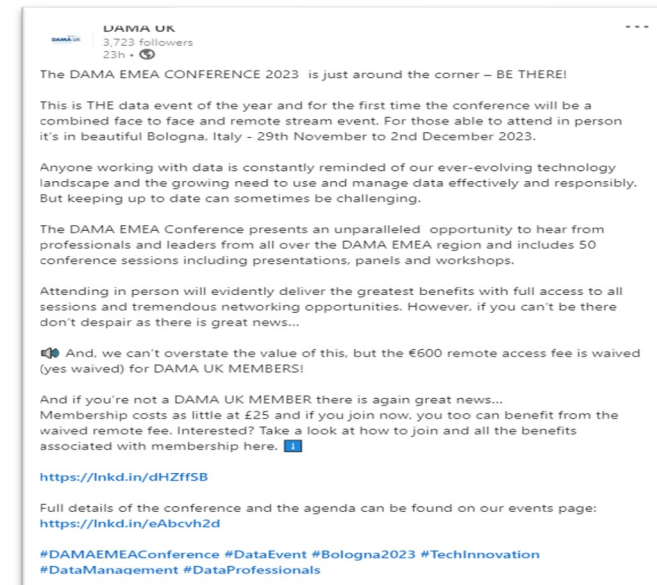 DAMA UK
DAMA UK
3,723 followers
23h •
The DAMA EMEA CONFERENCE 2023 is just around the corner – BE THERE!
This is THE data event of the year and for the first time the conference will be a
combined face to face and remote stream event. For those able to attend in person
it's in beautiful Bologna, Italy - 29th November to 2nd December 2023.
Anyone working with data is constantly reminded of our ever-evolving technology
landscape and the growing need to use and manage data effectively and responsibly.
But keeping up to date can sometimes be challenging.
The DAMA EMEA Conference presents an unparalleled opportunity to hear from
professionals and leaders from all over the DAMA EMEA region and includes 50
conference sessions including presentations, panels and workshops.
Attending in person will evidently deliver the greatest benefits with full access to all
sessions and tremendous networking opportunities. However, if you can't be there
don't despair as there is great news...
🔊 And, we can't overstate the value of this, but the €600 remote access fee is waived
(yes waived) for DAMA UK MEMBERS!
And if you're not a DAMA UK MEMBER there is again great news...
Membership costs as little at £25 and if you join now, you too can benefit from the
waived remote fee. Interested? Take a look at how to join and all the benefits
associated with membership here. ⬇️
https://lnkd.in/dHZffSB
Full details of the conference and the agenda can be found on our events page:
https://lnkd.in/eAbcvh2d
#DAMAEMEAConference #DataEvent #Bologna2023 #TechInnovation
#DataManagement #DataProfessionals